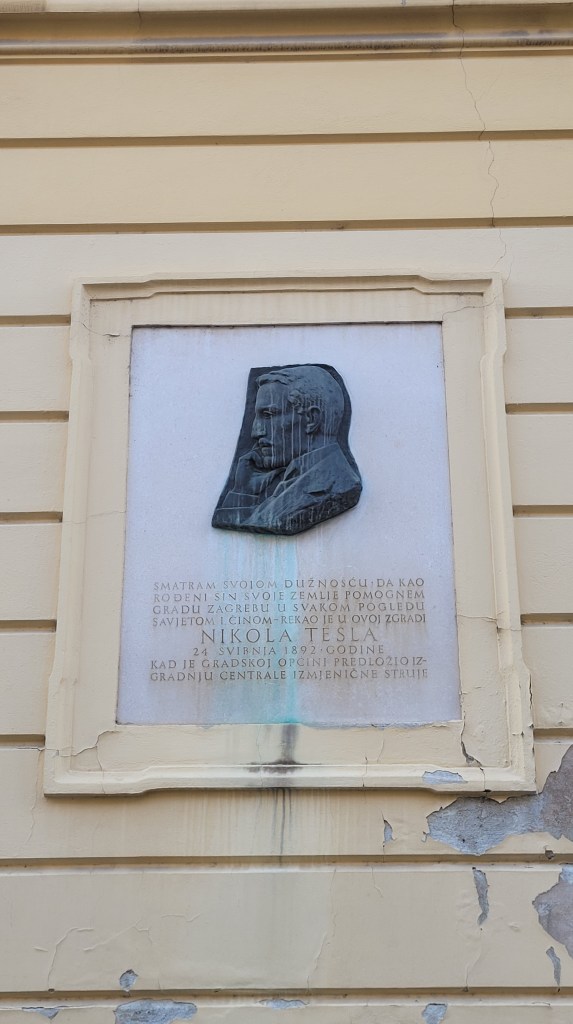 SMATRAM SVOJOM DUŽNOŠĆU·DA KAO
ROĐENI SIN SVOJE ZEMLJE POMOGNEM
GRADU ZAGREBU U SVAKOM POGLEDU
SAVJETOM I ČINOM-REKAO JE U OVOJ ZGRADI
NIKOLA TESLA
24 SVIBNJA 1892·GODINE
KAD JE GRADSKOJ OPĆINI PREDLOŽIO IZ-
GRADNJU CENTRALE IZMJENIČNE STRUJE